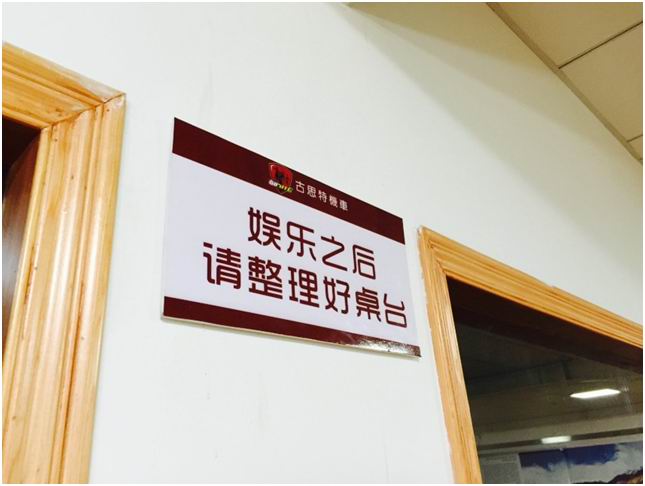 古思特機車
娱乐之后
请整理好桌台